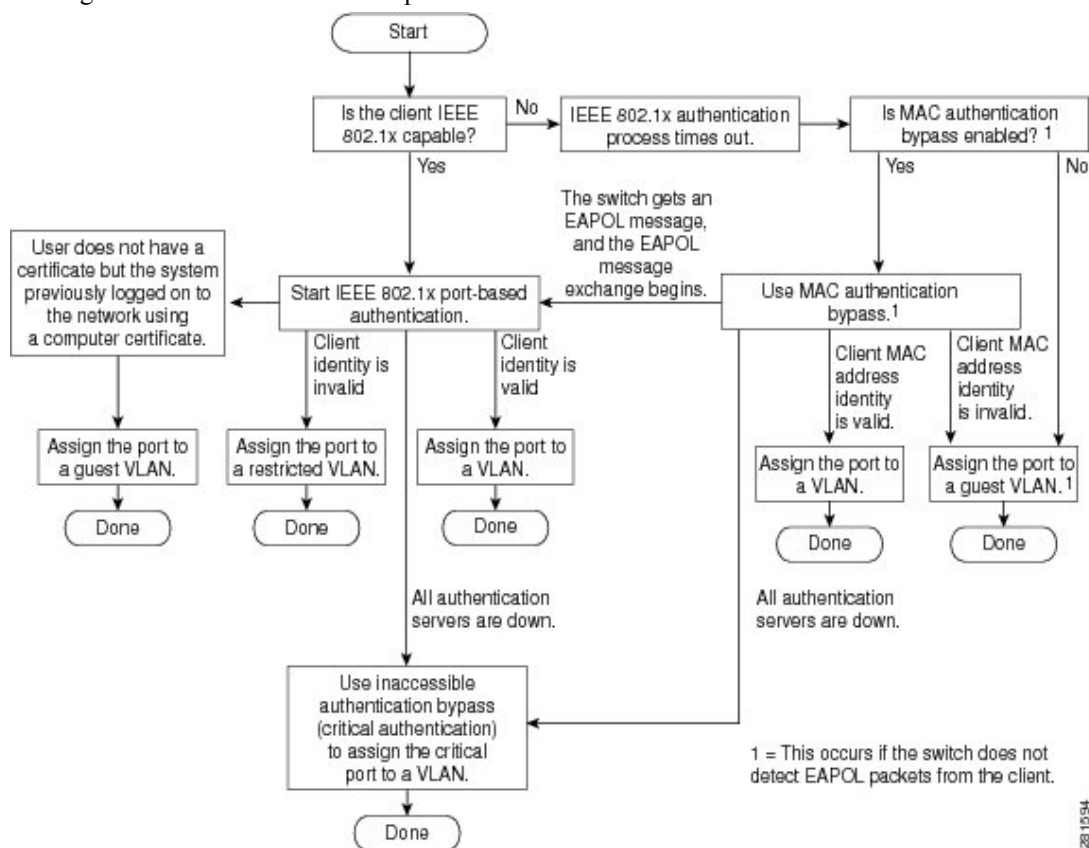 Start
Is the client IEEE
802.1x capable?
No
IEEE 802.1x authentication
process times out.
Is MAC authentication
bypass enabled? 1
Yes
Yes
No
The switch gets an
EAPOL message,
and the EAPOL
message
exchange begins.
User does not have a
certificate but the system
previously logged on to
the network using
a computer certificate.
Start IEEE 802.1x port-based
authentication.
Use MAC authentication
bypass.1
Client
identity is
invalid
Client
identity is
valid
Client MAC
address
identity
is valid.
Client MAC
address
identity
is invalid.
Assign the port to
a guest VLAN.
Assign the port to
a restricted VLAN.
Assign the port to
a VLAN.
Assign the port to
a VLAN.
Assign the port to
a guest VLAN.1
Done
Done
Done
Done
Done
All authentication
servers are down.
All authentication
servers are down.
Use inaccessible
authentication bypass
(critical authentication)
to assign the critical
port to a VLAN.
1 = This occurs if the switch does not
detect EAPOL packets from the client.
Done
281594